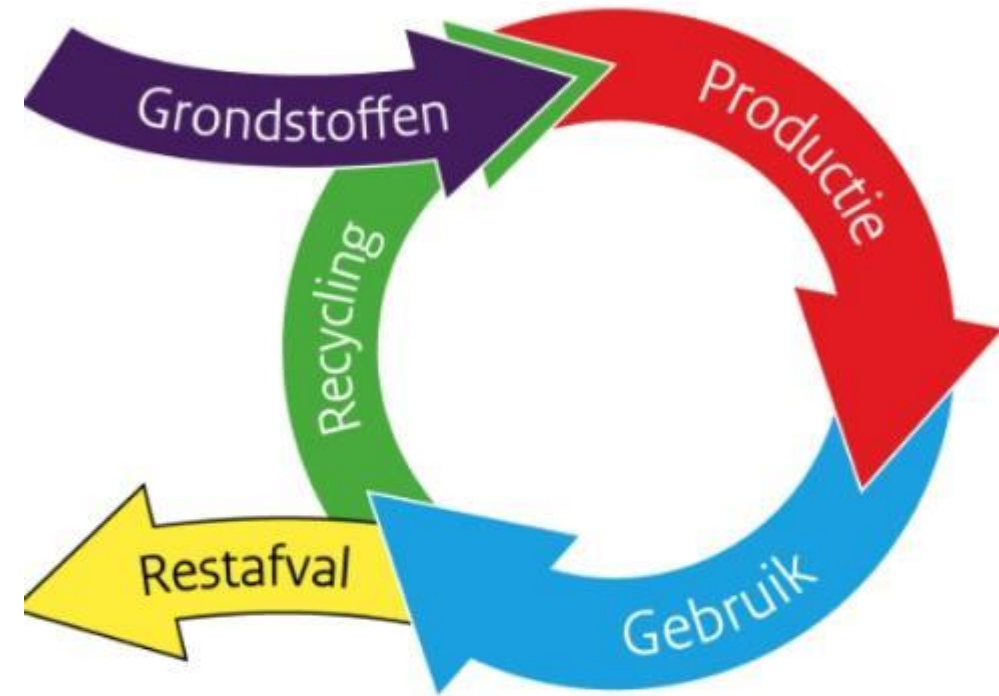 Grondstoffen
Productie
Recycling
Restafval
Gebruik